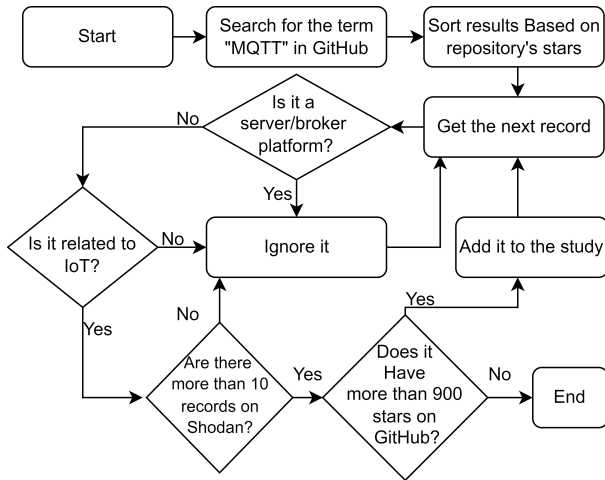 Start
Search for the term
"MQTT" in GitHub
Sort results Based on
repository's stars
Is it a
server/broker
platform?
Get the next record
No
Yes
Is it related to
IoT?
No
Ignore it
Add it to the study
Yes
No
Yes
Are there
more than 10
records on
Shodan?
Yes
Does it
Have
more than 900
stars on
GitHub?
No
End